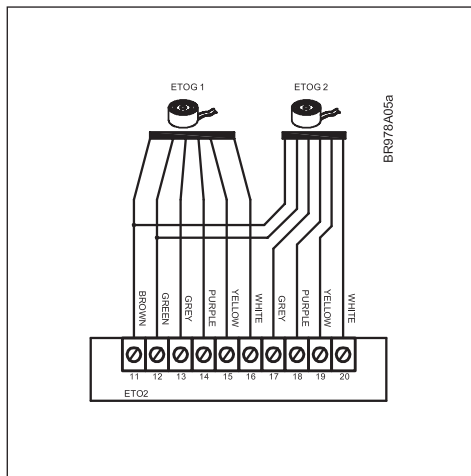 ETOG 1 ETOG 2
BR978A05a
BROWN
GREEN
GREY
PURPLE
YELLOW
WHITE
GREY
PURPLE
YELLOW
WHITE
11 12 13 14 15 16 17 18 19 20
ETO2